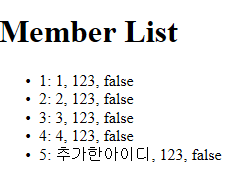 Member List
• 1: 1, 123, false
• 2: 2, 123, false
• 3: 3, 123, false
• 4: 4, 123, false
• 5: 추가한아이디, 123, false